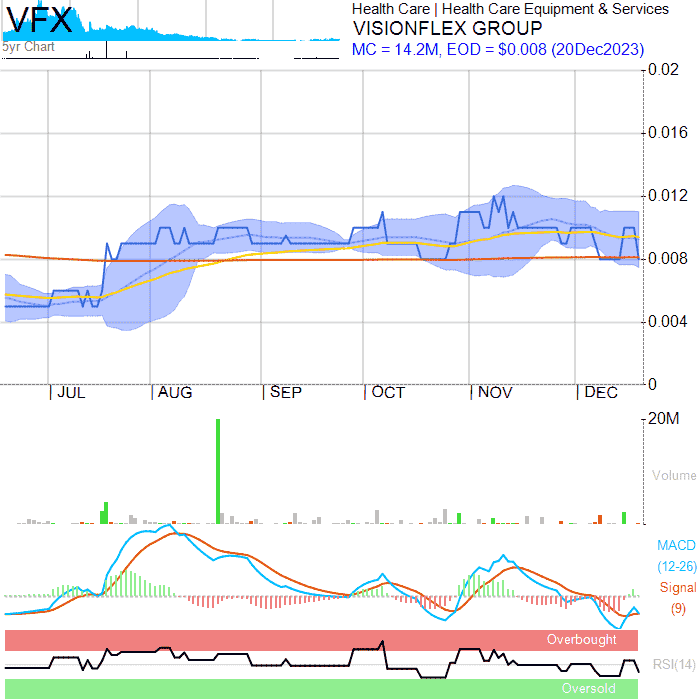 VFX
5yr Chart
Health Care | Health Care Equipment & Services
VISIONFLEX GROUP
MC = 14.2M, EOD = $0.008 (20Dec2023)
0.02
0.016
0.012
0.008
0.004
0
JUL AUG SEP OCT NOV DEC
20M
Volume
MACD
(12-26)
Signal
(9)
Overbought
RSI(14)
Oversold